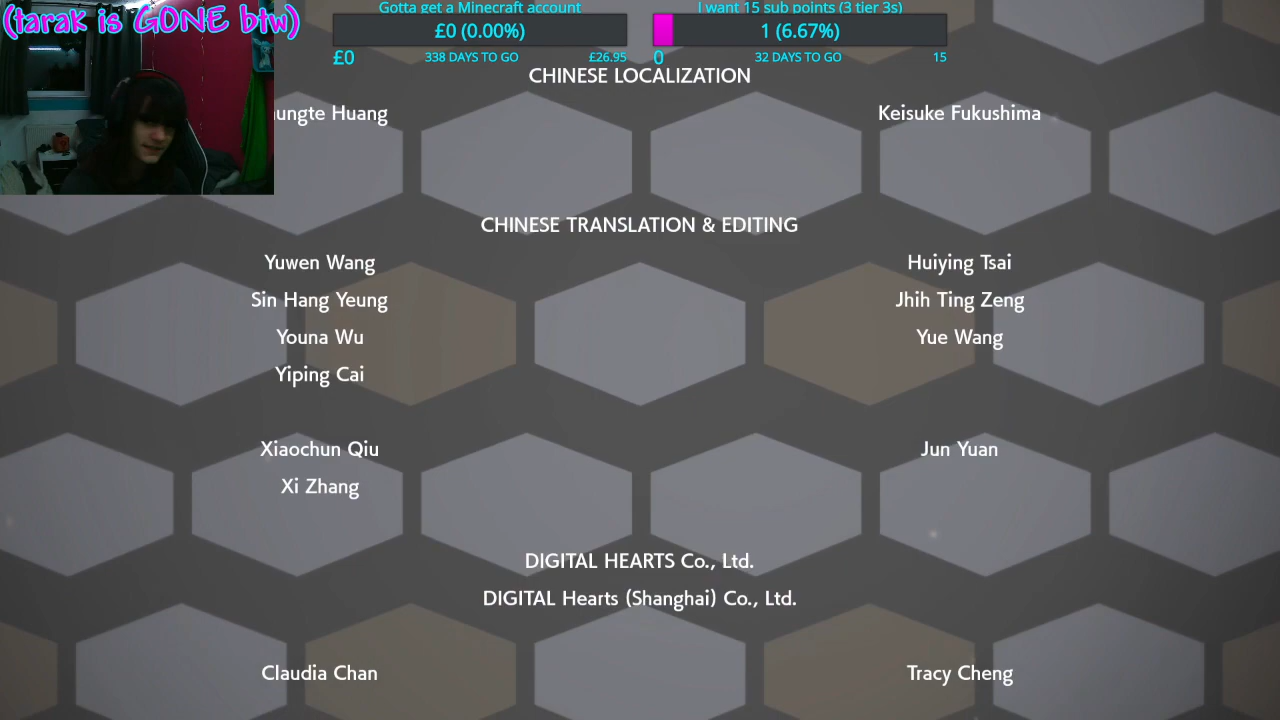 (tarak is GONE btw)
Gotta get a Minecraft account
£0 (0.00%)
£0
338 DAYS TO GO
£26.95
I want 15 sub points (3 tier 3s)
1 (6.67%)
0
32 DAYS TO GO
15
CHINESE LOCALIZATION
Huang
Keisuke Fukushima
CHINESE TRANSLATION & EDITING
Yuwen Wang
Huiying Tsai
Sin Hang Yeung
Jhih Ting Zeng
Youna Wu
Yue Wang
Yiping Cai
Xiaochun Qiu
Jun Yuan
Xi Zhang
DIGITAL HEARTS Co., Ltd.
DIGITAL Hearts (Shanghai) Co., Ltd.
Claudia Chan
Tracy Cheng